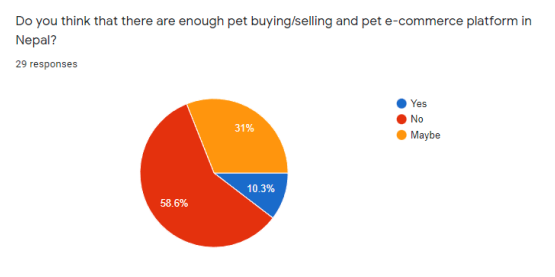 Do you think that there are enough pet buying/selling and pet e-commerce platform in
Nepal?
29 responses
Yes
No
Maybe
31%
10.3%
58.6%